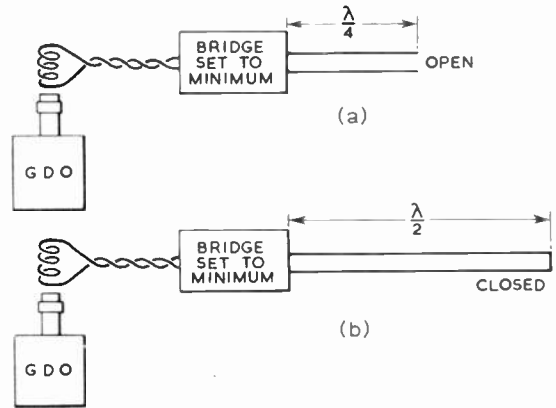 λ
4
BRIDGE
SET TO
MINIMUM
OPEN
(a)
GDO
λ
2
BRIDGE
SET TO
MINIMUM
CLOSED
(b)
GDO